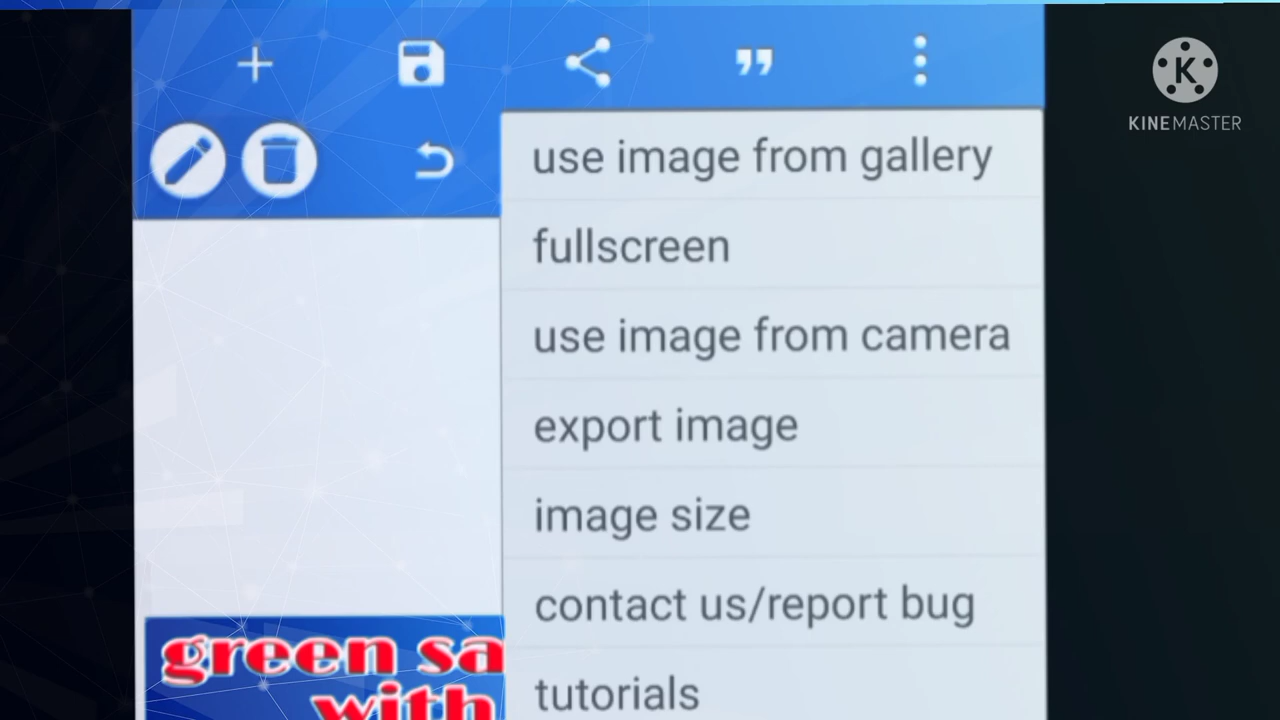 KINEMASTER
use image from gallery
fullscreen
use image from camera
export image
image size
contact us/report bug
tutorials
green sa
with